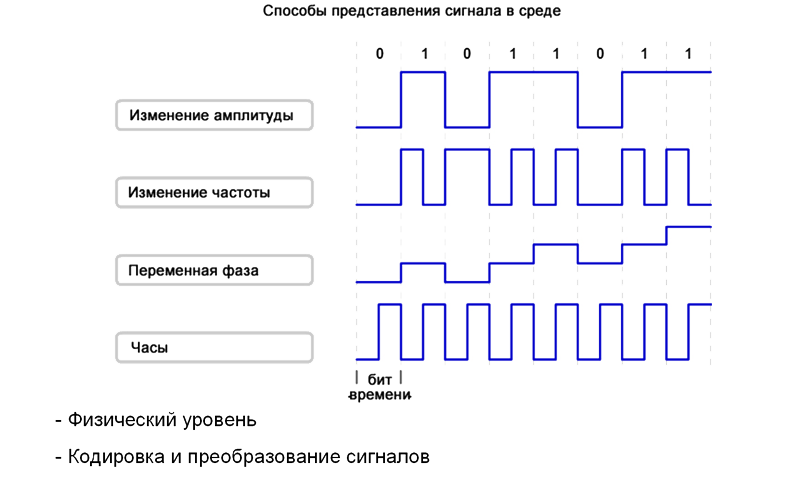 Способы представления сигнала в среде
0 1 0 1 1 0 1 1
Изменение амплитуды
Изменение частоты
Переменная фаза
Часы
бит
времени
- Физический уровень
- Кодировка и преобразование сигналов